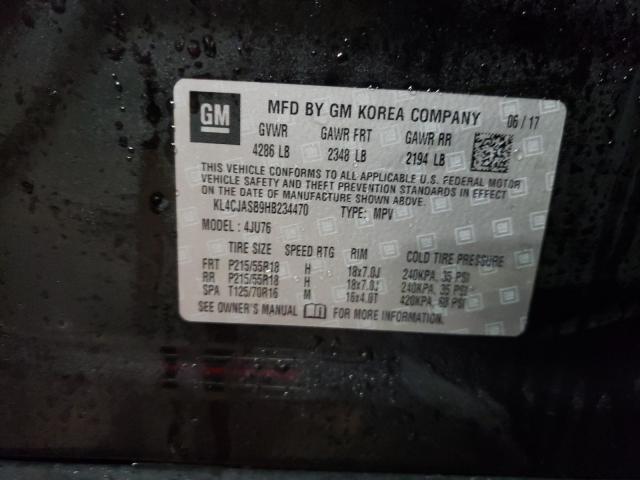 GM MFD BY GM KOREA COMPANY 06/17
GVWR GAWR FRT GAWR RR
4286 LB 2348 LB 2194 LB
THIS VEHICLE CONFORMS TO ALL APPLICABLE U.S. FEDERAL MOTOR
VEHICLE SAFETY AND THEFT PREVENTION STANDARDS IN EFFECT
ON THE DATE OF MANUFACTURE SHOWN ABOVE.
KL4CJASB9HB234470 TYPE: MPV
MODEL: 4JU76
TIRE SIZE SPEED RTG RIM COLD TIRE PRESSURE
FRT P215/55R18 H 18x7.0J 240KPA, 35 PSI
RR P215/55R18 H 18x7.0J 240KPA, 35 PSI
SPA T125/70R16 M 16x4.0T 420KPA, 60 PSI
SEE OWNER'S MANUAL FOR MORE INFORMATION.